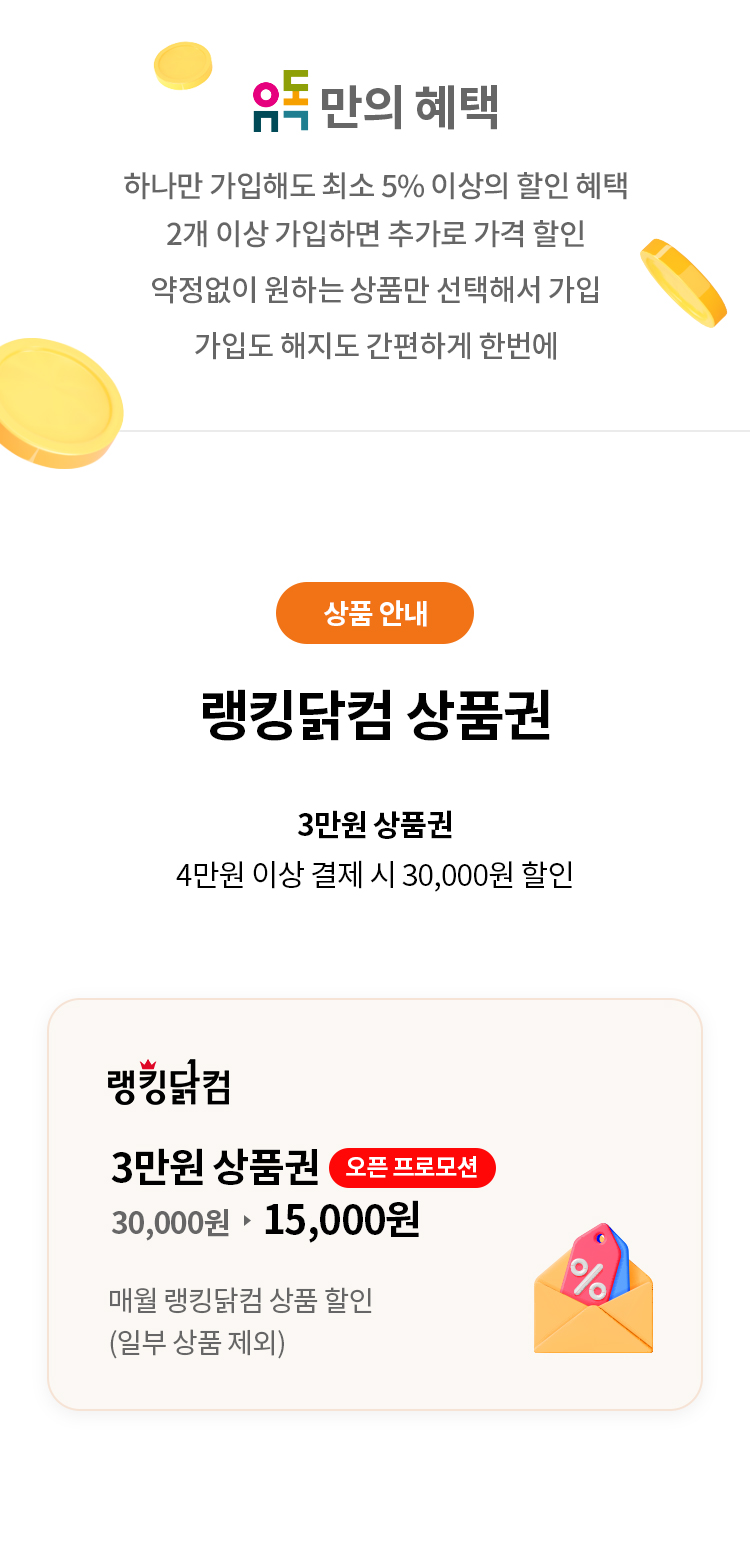 유독만의 혜택
하나만 가입해도 최소 5% 이상의 할인 혜택
2개 이상 가입하면 추가로 가격 할인
약정없이 원하는 상품만 선택해서 가입
가입도 해지도 간편하게 한번에
상품 안내
랭킹닭컴 상품권
3만원 상품권
4만원 이상 결제 시 30,000원 할인
랭킹닭컴
3만원 상품권 오픈 프로모션
30,000원 ▸ 15,000원
매월 랭킹닭컴 상품 할인
(일부 상품 제외)
%